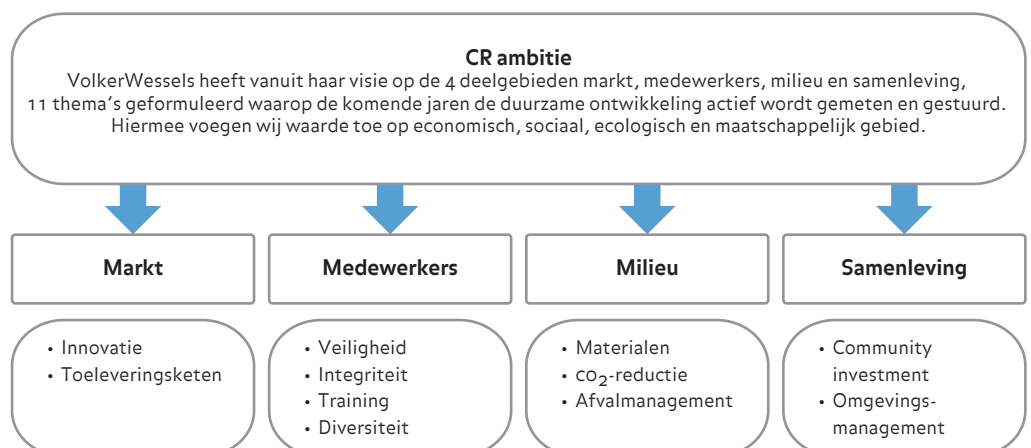 CR ambitie
VolkerWessels heeft vanuit haar visie op de 4 deelgebieden markt, medewerkers, milieu en samenleving,
11 thema's geformuleerd waarop de komende jaren de duurzame ontwikkeling actief wordt gemeten en gestuurd.
Hiermee voegen wij waarde toe op economisch, sociaal, ecologisch en maatschappelijk gebied.
Markt
Medewerkers
Milieu
Samenleving
• Innovatie
• Toeleveringsketen
• Veiligheid
• Integriteit
• Training
• Diversiteit
• Materialen
• CO₂-reductie
• Afvalmanagement
• Community
investment
• Omgevings-
management